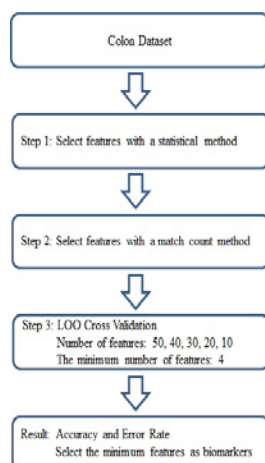 Colon Dataset
Step 1: Select features with a statistical method
Step 2: Select features with a match count method
Step 3: LOO Cross Validation
Number of features: 50, 40, 30, 20, 10
The minimum number of features: 4
Result: Accuracy and Error Rate
Select the minimum features as biomarkers